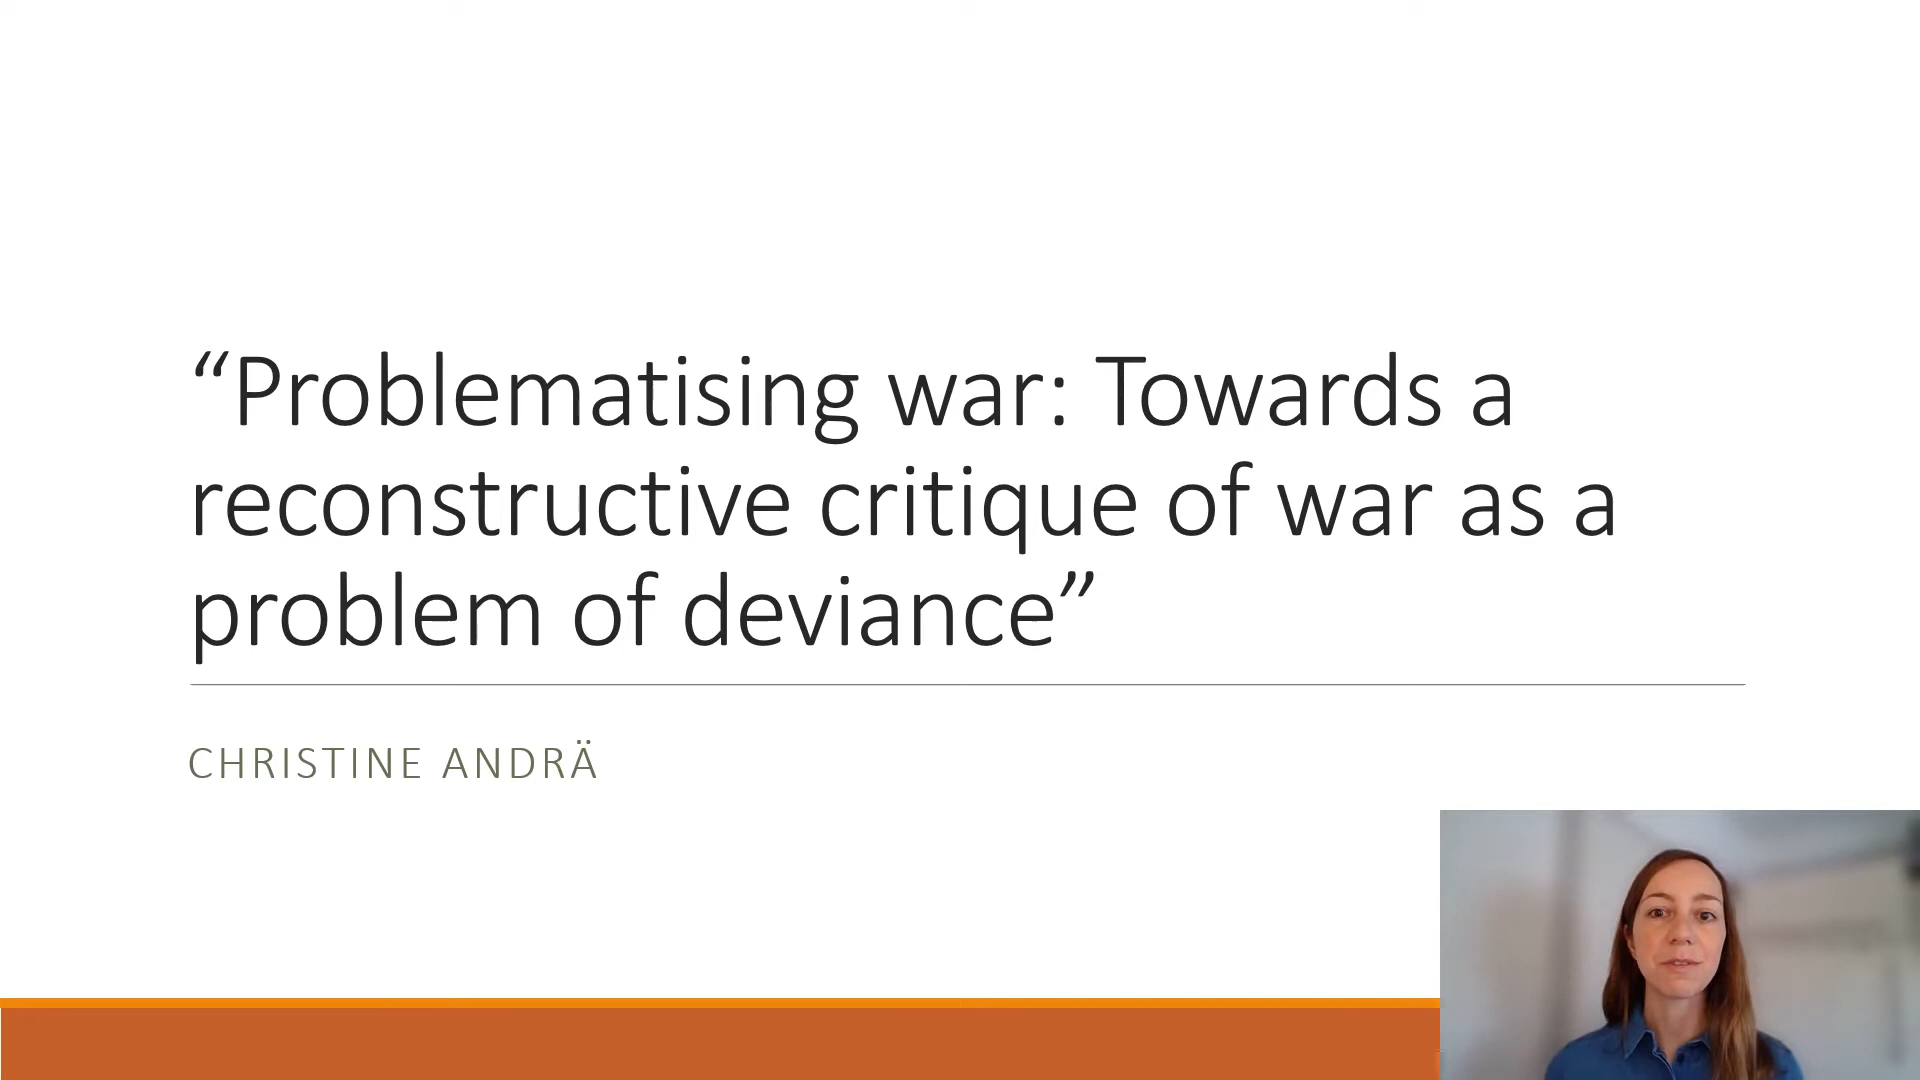 “Problematising war: Towards a
reconstructive critique of war as a
problem of deviance”
CHRISTINE ANDRÄ